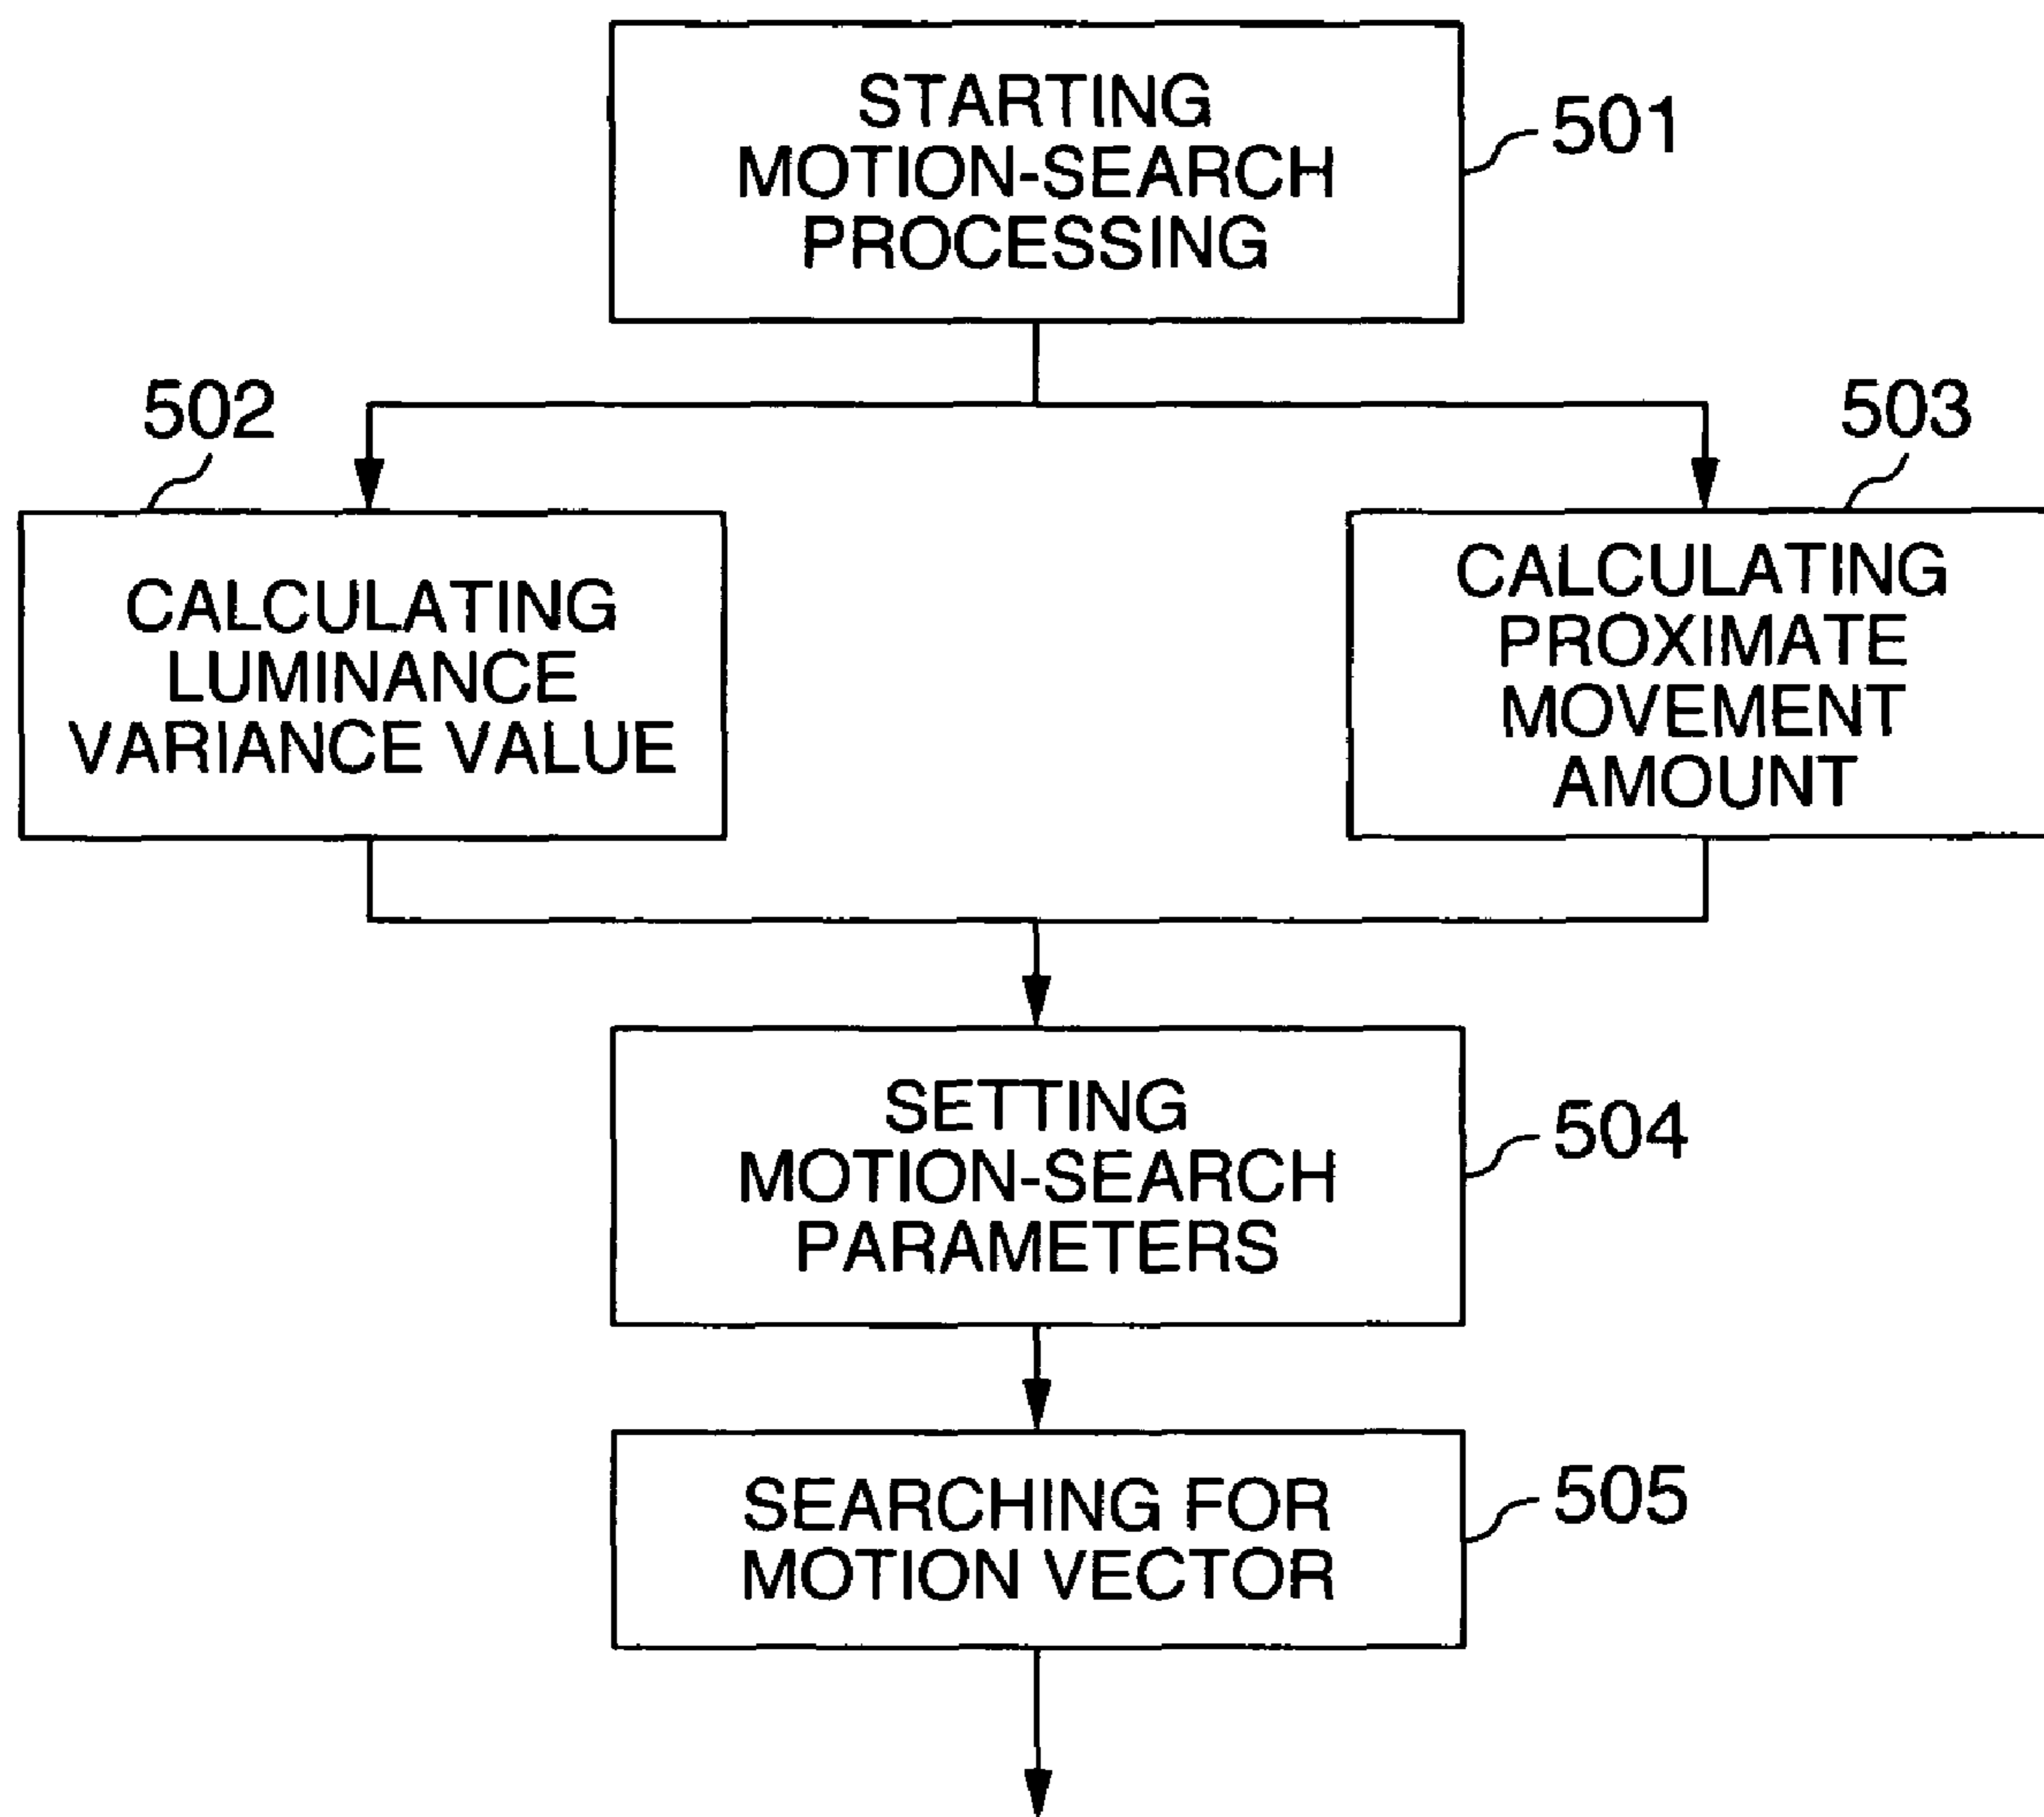 STARTING
MOTION-SEARCH
PROCESSING
501
502
503
CALCULATING
LUMINANCE
VARIANCE VALUE
CALCULATING
PROXIMATE
MOVEMENT
AMOUNT
SETTING
MOTION-SEARCH
PARAMETERS
504
SEARCHING FOR
MOTION VECTOR
505